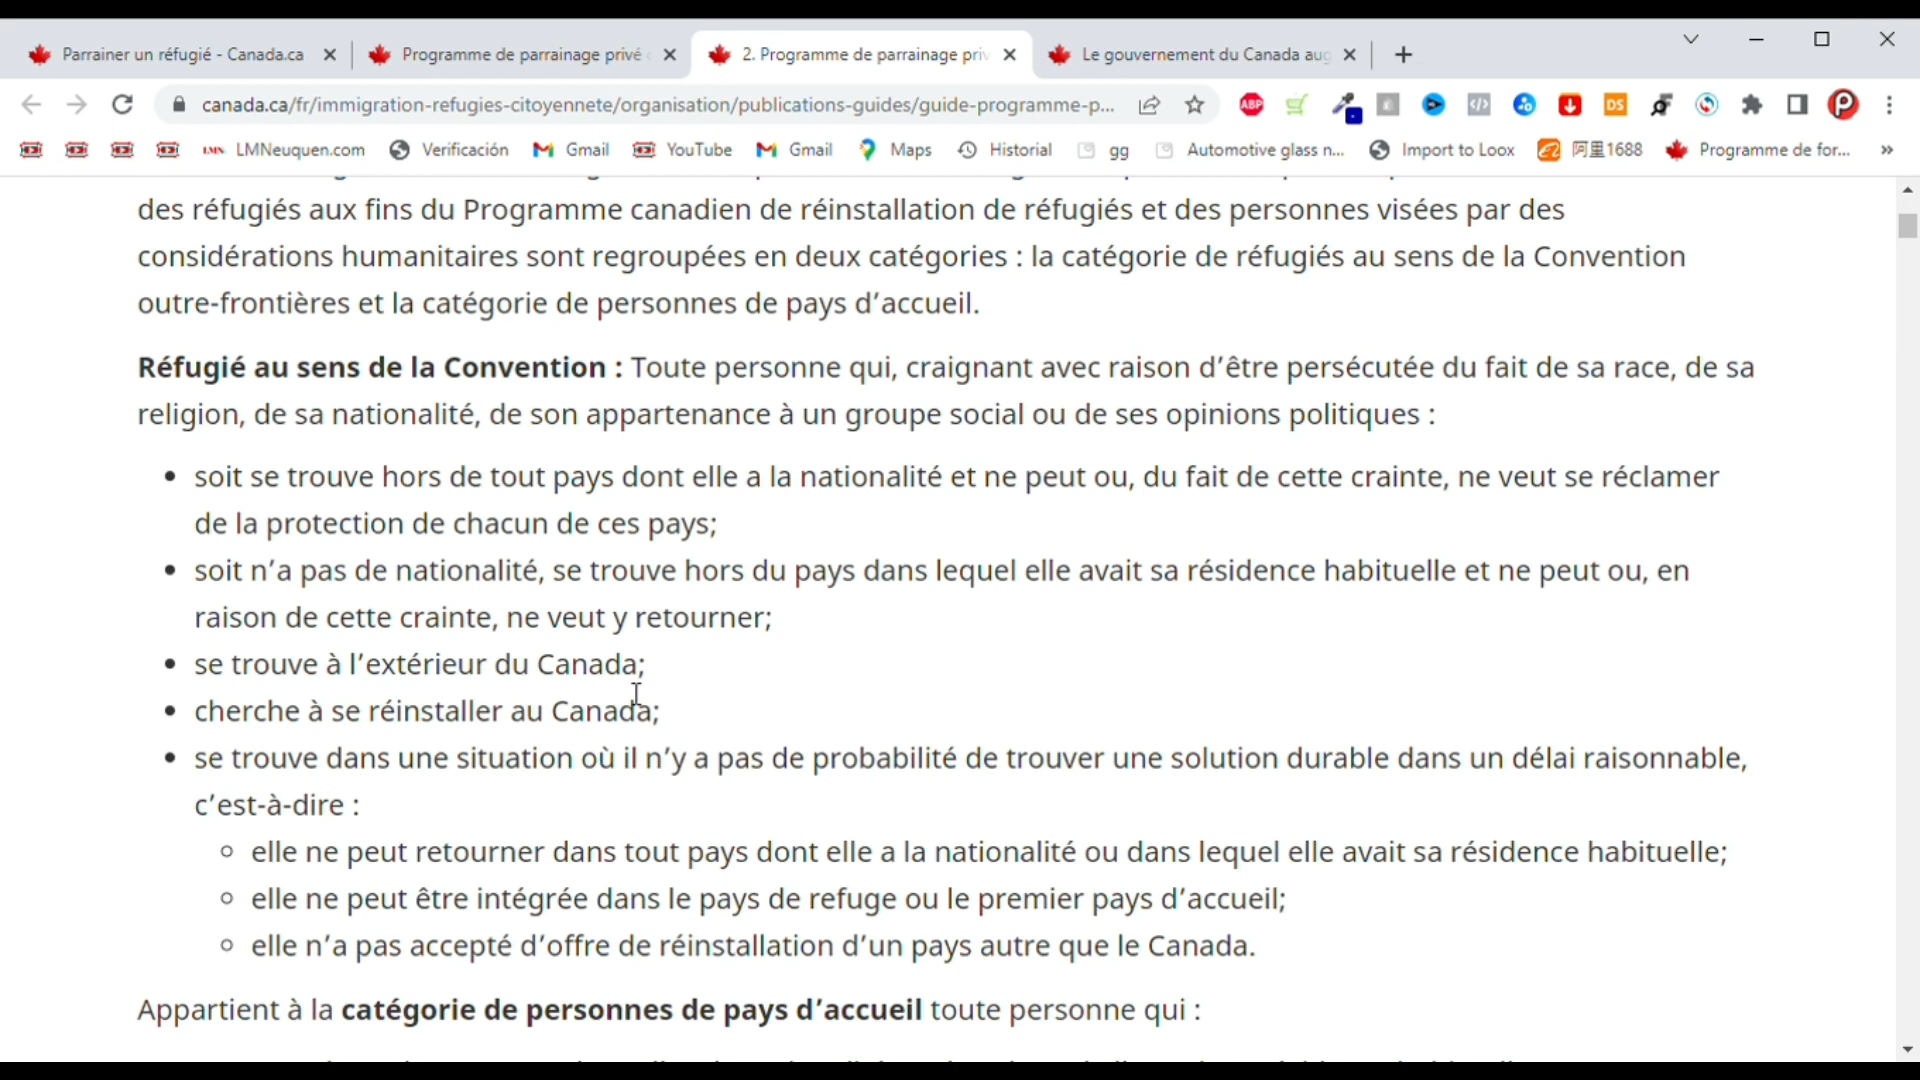 Parrainer un réfugié - Canada.ca
Programme de parrainage privé
2. Programme de parrainage priv
Le gouvernement du Canada aug
canada.ca/fr/immigration-refugies-citoyennete/organisation/publications-guides/guide-programme-p...
ABP
DS
LMN LMNeuquen.com
Verificación
Gmail
YouTube
Gmail
Maps
Historial
gg
Automotive glass n...
Import to Loox
阿里1688
Programme de for...
»
des réfugiés aux fins du Programme canadien de réinstallation de réfugiés et des personnes visées par des
considérations humanitaires sont regroupées en deux catégories : la catégorie de réfugiés au sens de la Convention
outre-frontières et la catégorie de personnes de pays d’accueil.
Réfugié au sens de la Convention : Toute personne qui, craignant avec raison d’être persécutée du fait de sa race, de sa
religion, de sa nationalité, de son appartenance à un groupe social ou de ses opinions politiques :
• soit se trouve hors de tout pays dont elle a la nationalité et ne peut ou, du fait de cette crainte, ne veut se réclamer
de la protection de chacun de ces pays;
• soit n’a pas de nationalité, se trouve hors du pays dans lequel elle avait sa résidence habituelle et ne peut ou, en
raison de cette crainte, ne veut y retourner;
• se trouve à l’extérieur du Canada;
• cherche à se réinstaller au Canada;
• se trouve dans une situation où il n’y a pas de probabilité de trouver une solution durable dans un délai raisonnable,
c’est-à-dire :
◦ elle ne peut retourner dans tout pays dont elle a la nationalité ou dans lequel elle avait sa résidence habituelle;
◦ elle ne peut être intégrée dans le pays de refuge ou le premier pays d’accueil;
◦ elle n’a pas accepté d’offre de réinstallation d’un pays autre que le Canada.
Appartient à la catégorie de personnes de pays d’accueil toute personne qui :